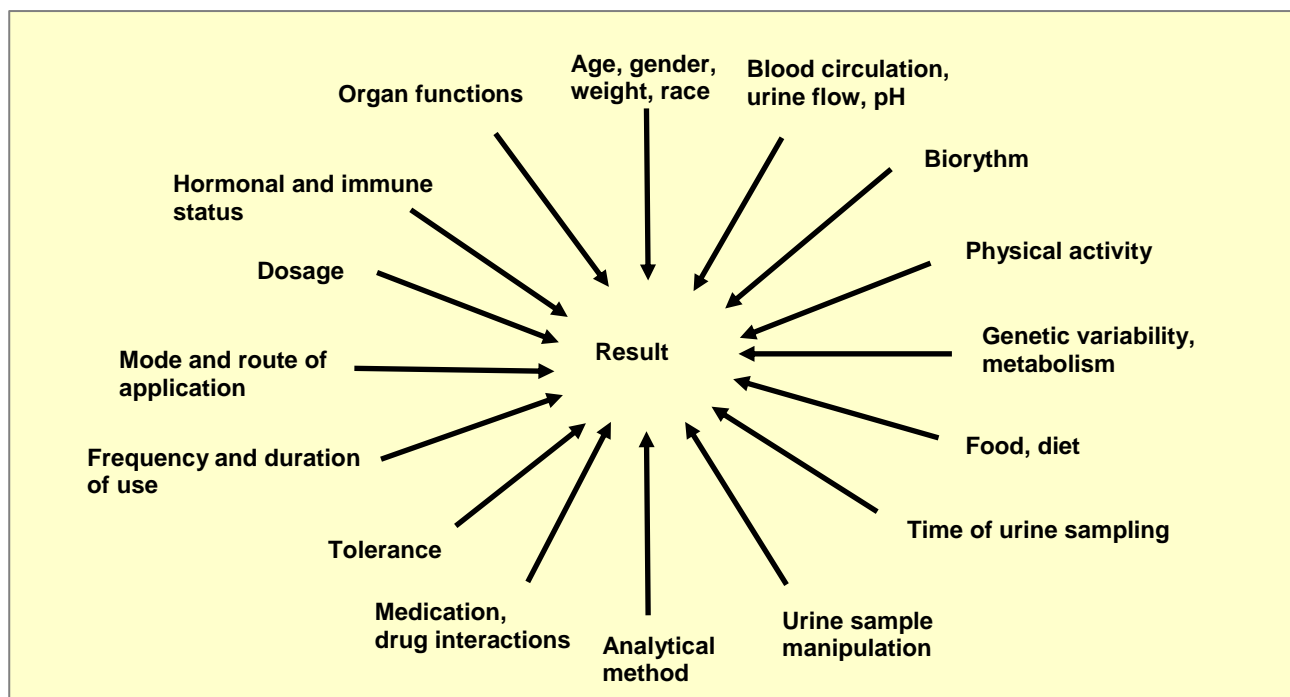 Age, gender,
weight, race
Blood circulation,
urine flow, pH
Organ functions
Biorythm
Hormonal and immune
status
Physical activity
Dosage
Result
Genetic variability,
metabolism
Mode and route of
application
Food, diet
Frequency and duration
of use
Time of urine sampling
Tolerance
Medication,
drug interactions
Analytical
method
Urine sample
manipulation